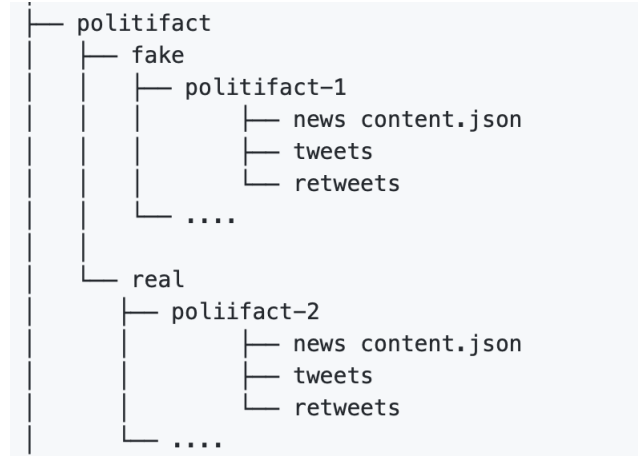 politifact
fake
politifact-1
news content.json
tweets
retweets
....
real
poliifact-2
news content.json
tweets
retweets
....